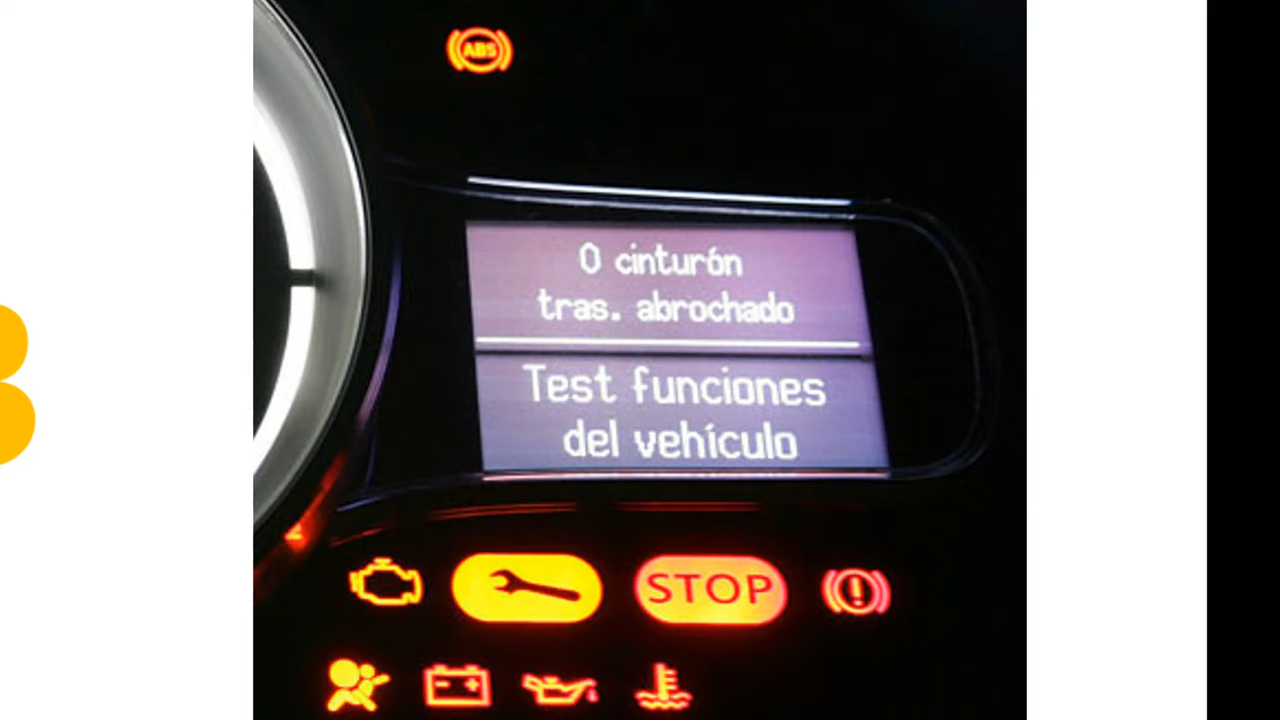 ABS
0 cinturón
tras. abrochado
Test funciones
del vehículo
STOP